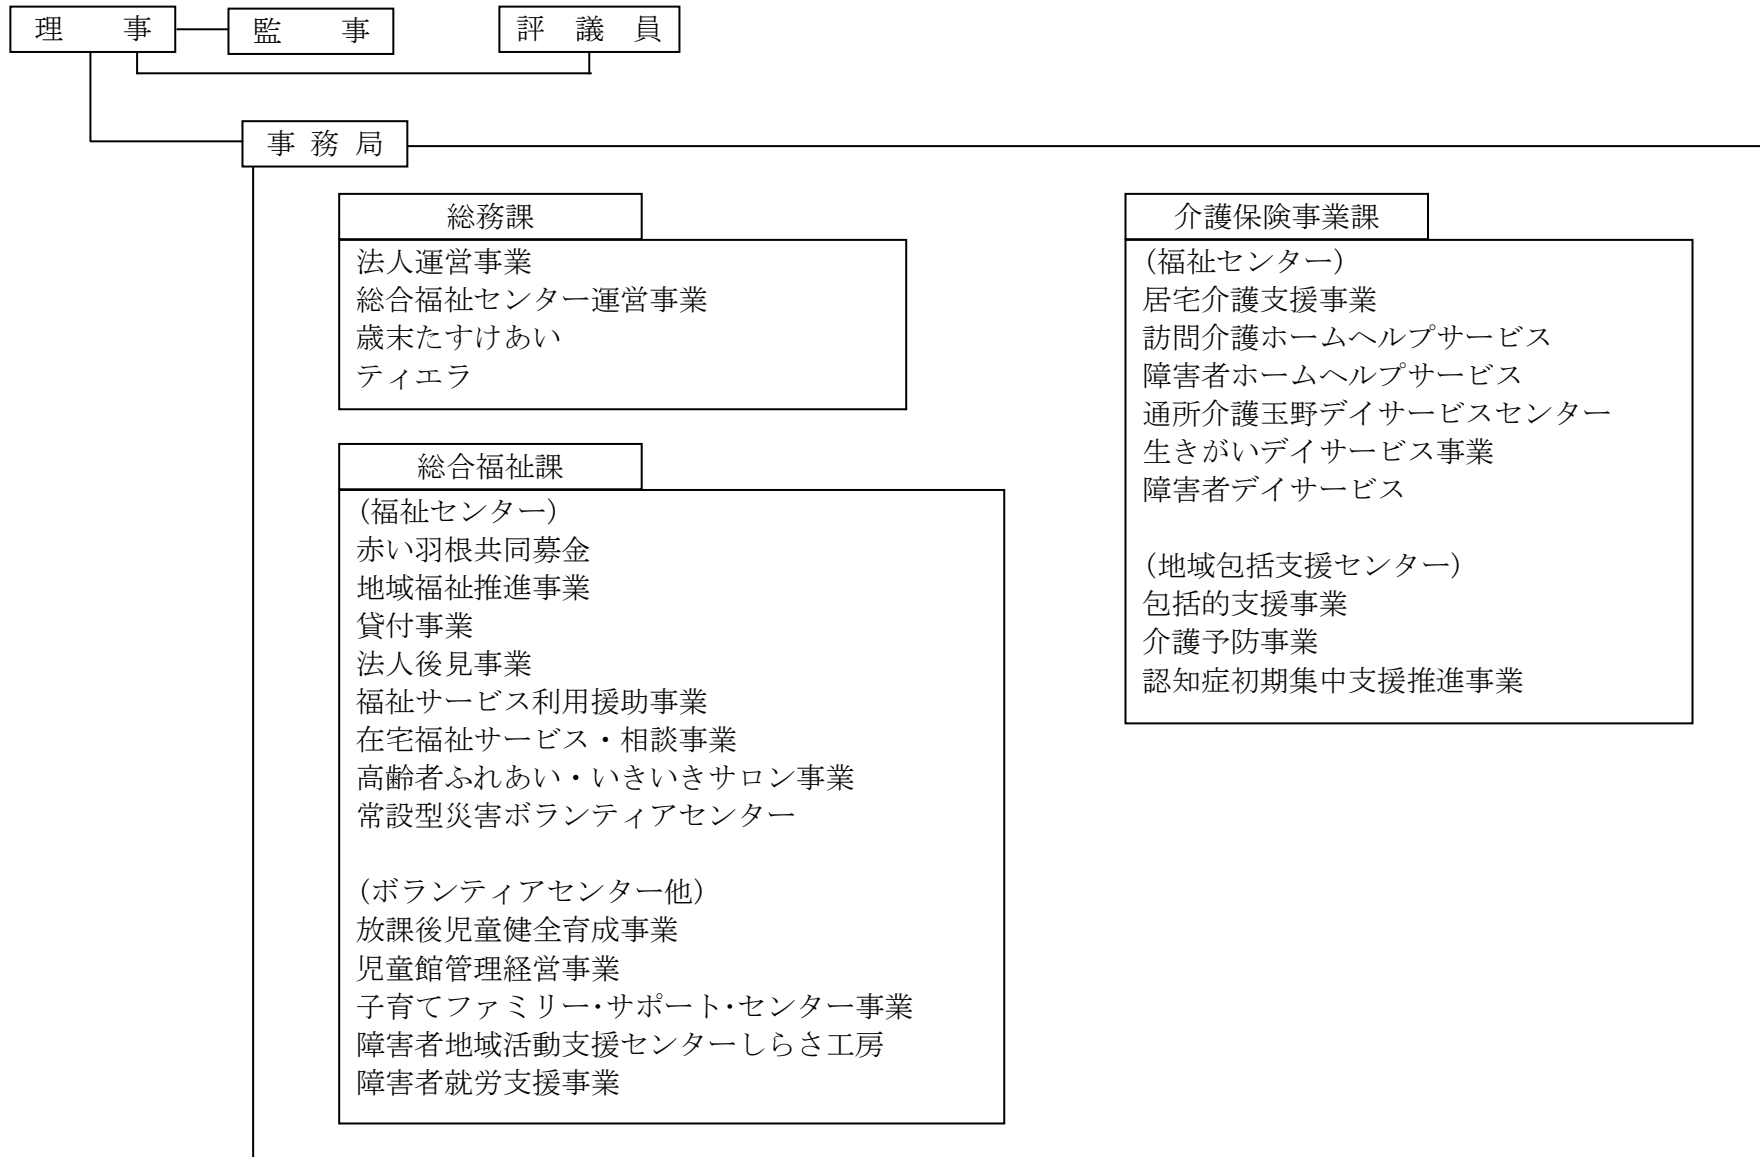 理　事
監　事
評 議 員
事 務 局
総務課
法人運営事業
総合福祉センター運営事業
歳末たすけあい
ティエラ
総合福祉課
(福祉センター)
赤い羽根共同募金
地域福祉推進事業
貸付事業
法人後見事業
福祉サービス利用援助事業
在宅福祉サービス・相談事業
高齢者ふれあい・いきいきサロン事業
常設型災害ボランティアセンター
(ボランティアセンター他)
放課後児童健全育成事業
児童館管理経営事業
子育てファミリー･サポート･センター事業
障害者地域活動支援センターしらさ工房
障害者就労支援事業
介護保険事業課
(福祉センター)
居宅介護支援事業
訪問介護ホームヘルプサービス
障害者ホームヘルプサービス
通所介護玉野デイサービスセンター
生きがいデイサービス事業
障害者デイサービス
(地域包括支援センター)
包括的支援事業
介護予防事業
認知症初期集中支援推進事業